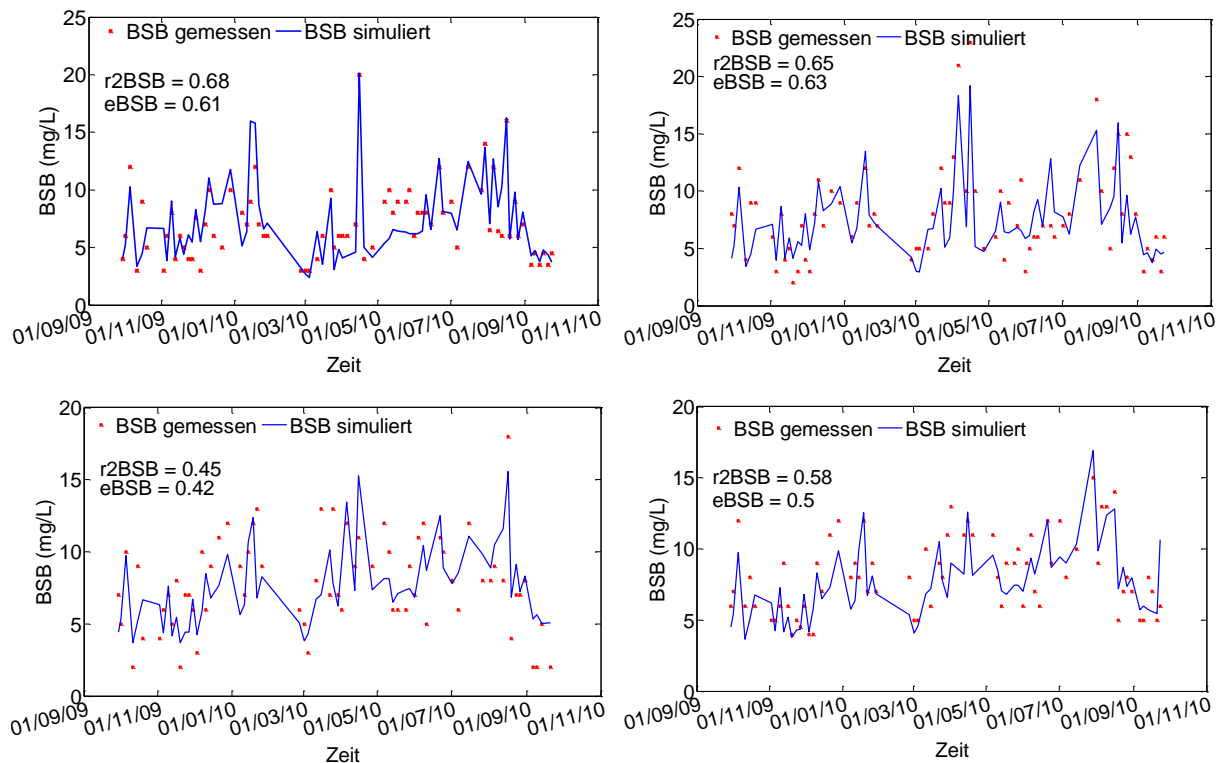 BSB gemessen BSB simuliert
r2BSB = 0.68
eBSB = 0.61
BSB (mg/L)
25
20
15
10
5
0
01/09/09 01/11/09 01/01/10 01/03/10 01/05/10 01/07/10 01/09/10 01/11/10
Zeit
BSB gemessen BSB simuliert
r2BSB = 0.65
eBSB = 0.63
BSB (mg/L)
25
20
15
10
5
0
01/09/09 01/11/09 01/01/10 01/03/10 01/05/10 01/07/10 01/09/10 01/11/10
Zeit
BSB gemessen BSB simuliert
r2BSB = 0.45
eBSB = 0.42
BSB (mg/L)
20
15
10
5
0
01/09/09 01/11/09 01/01/10 01/03/10 01/05/10 01/07/10 01/09/10 01/11/10
Zeit
BSB gemessen BSB simuliert
r2BSB = 0.58
eBSB = 0.5
BSB (mg/L)
20
15
10
5
0
01/09/09 01/11/09 01/01/10 01/03/10 01/05/10 01/07/10 01/09/10 01/11/10
Zeit